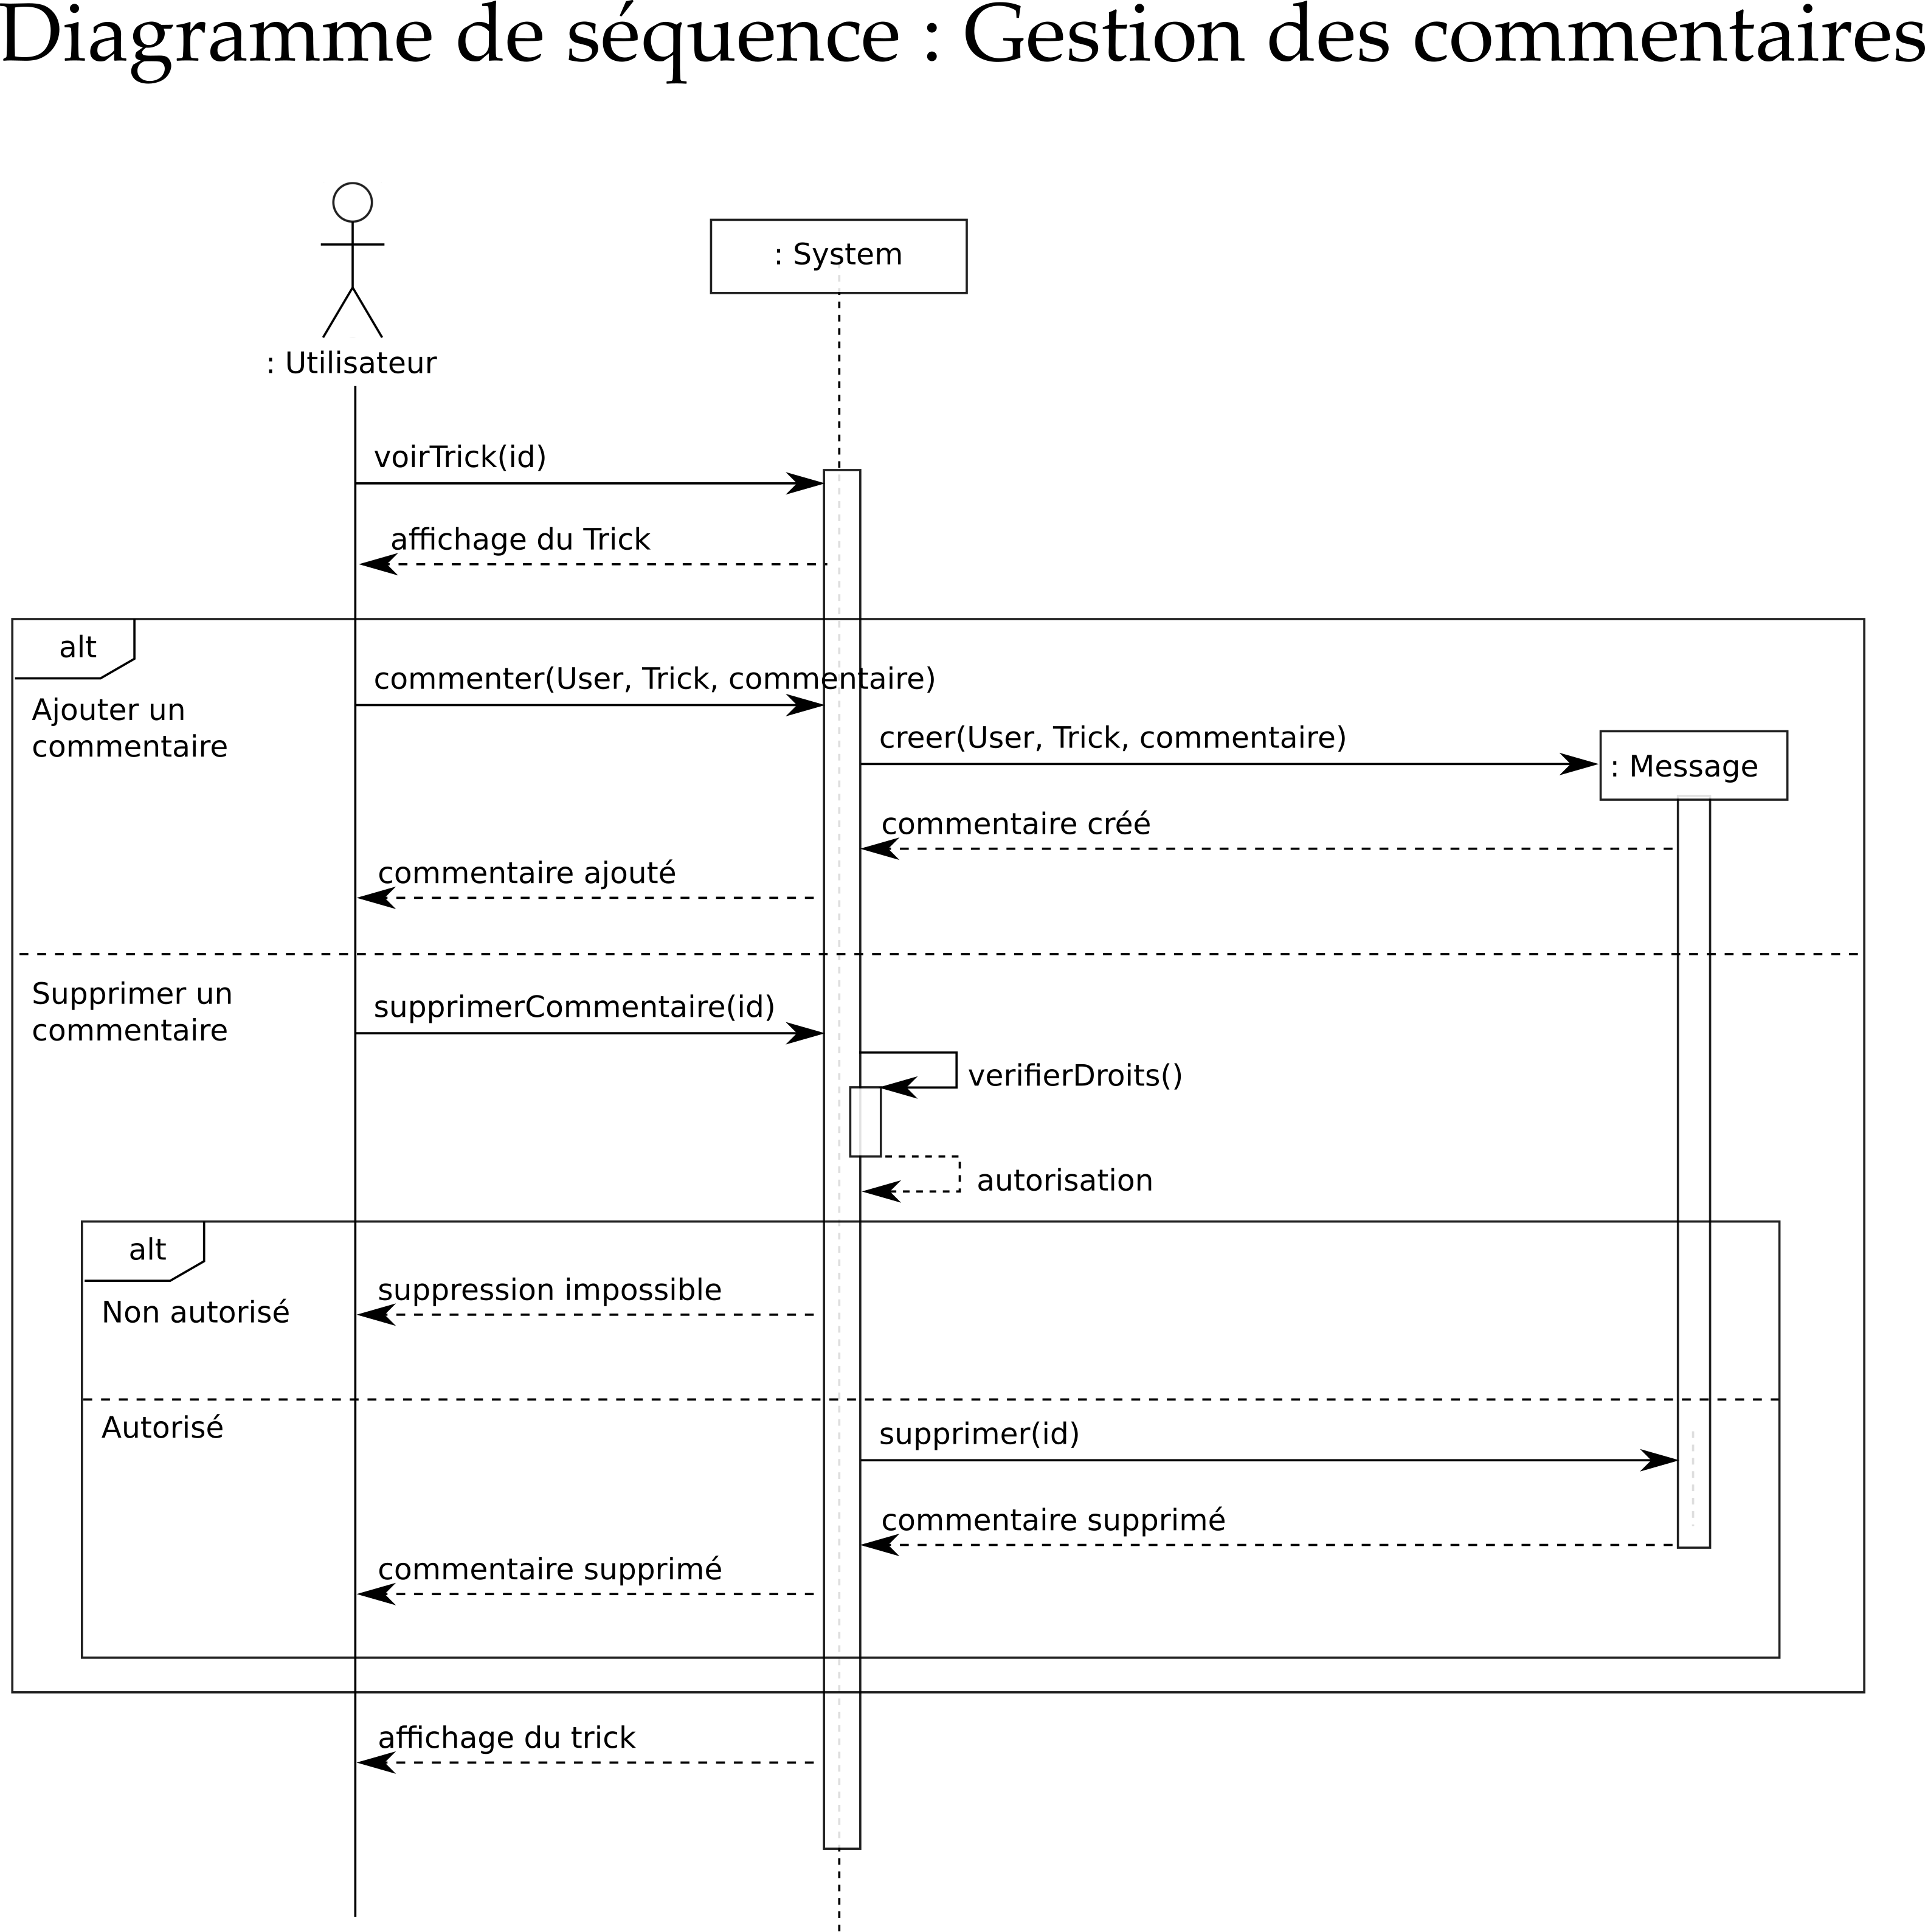 Diagramme de séquence : Gestion des commentaires
: System
: Utilisateur
voirTrick(id)
affichage du Trick
alt
commenter(User, Trick, commentaire)
Ajouter un
commentaire
creer(User, Trick, commentaire)
: Message
commentaire créé
commentaire ajouté
Supprimer un
commentaire
supprimerCommentaire(id)
verifierDroits()
autorisation
alt
suppression impossible
Non autorisé
Autorisé
supprimer(id)
commentaire supprimé
commentaire supprimé
affichage du trick